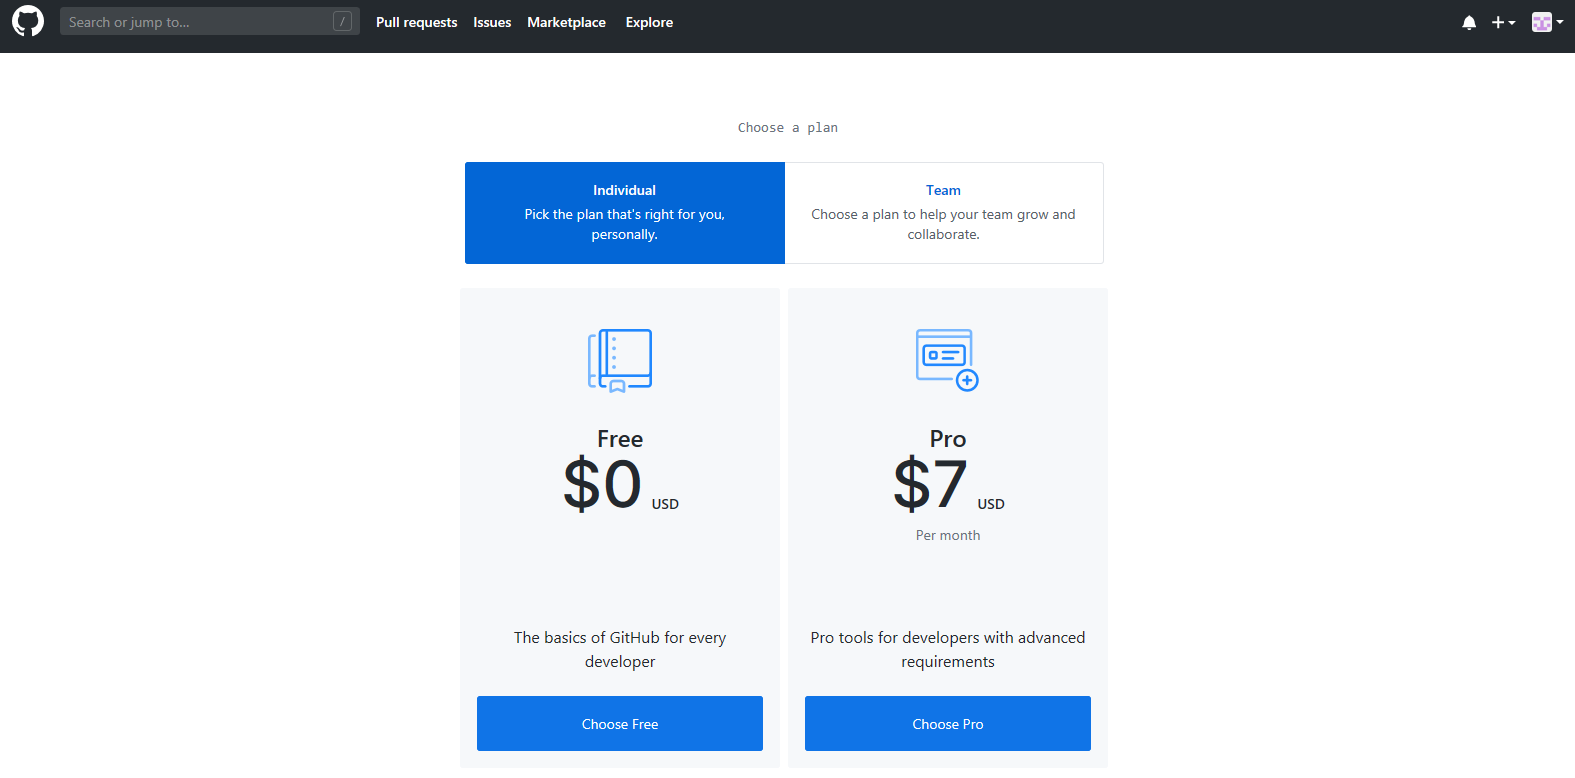 Search or jump to... / Pull requests Issues Marketplace Explore
Choose a plan
Individual
Pick the plan that's right for you,
personally.
Team
Choose a plan to help your team grow and
collaborate.
Free
$0 USD
The basics of GitHub for every
developer
Choose Free
Pro
$7 USD
Per month
Pro tools for developers with advanced
requirements
Choose Pro